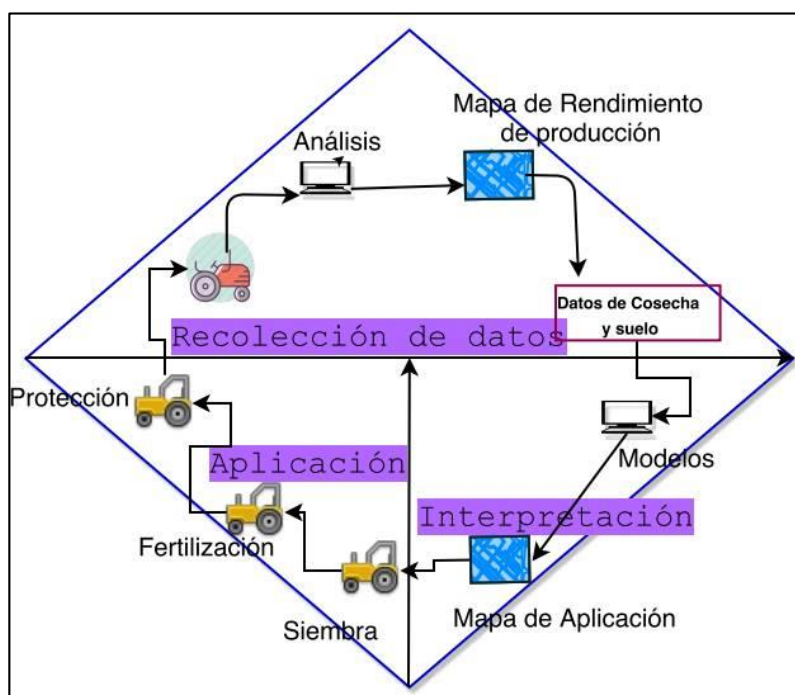 Mapa de Rendimiento
de producción
Análisis
Datos de Cosecha
y suelo
Recolección de datos
Protección
Modelos
Aplicación
Interpretación
Fertilización
Mapa de Aplicación
Siembra